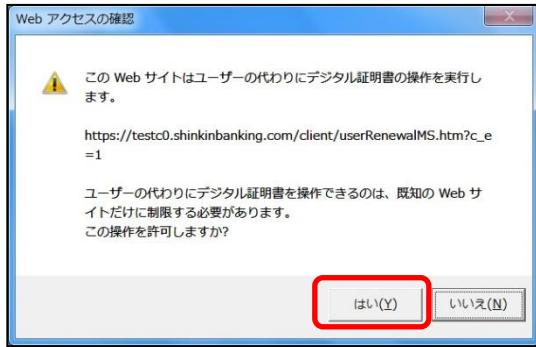 Web アクセスの確認
この Web サイトはユーザーの代わりにデジタル証明書の操作を実行し
ます。
https://testc0.shinkinbanking.com/client/userRenewalMS.htm?c_e
=1
ユーザーの代わりにデジタル証明書を操作できるのは、既知の Web サ
イトだけに制限する必要があります。
この操作を許可しますか?
はい(Y) いいえ(N)